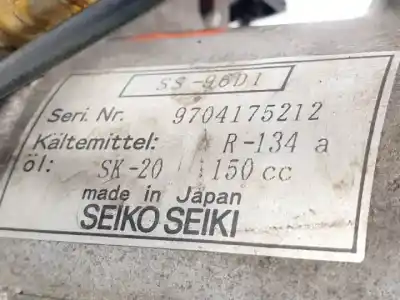 SS-96D1
Seri. Nr. 9704175212
Kältemittel: R-134 a
öl: SK-20 150 cc
made in Japan
SEIKO SEIKI